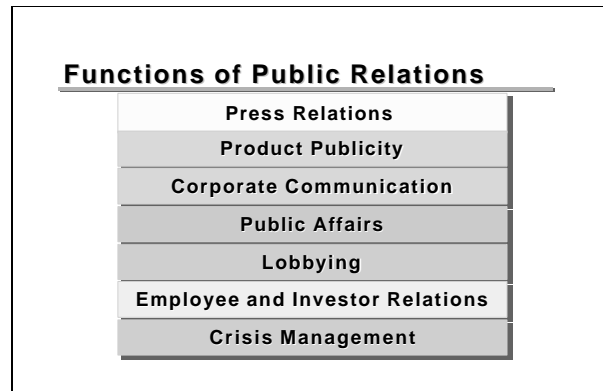 Functions of Public Relations
Press Relations
Product Publicity
Corporate Communication
Public Affairs
Lobbying
Employee and Investor Relations
Crisis Management